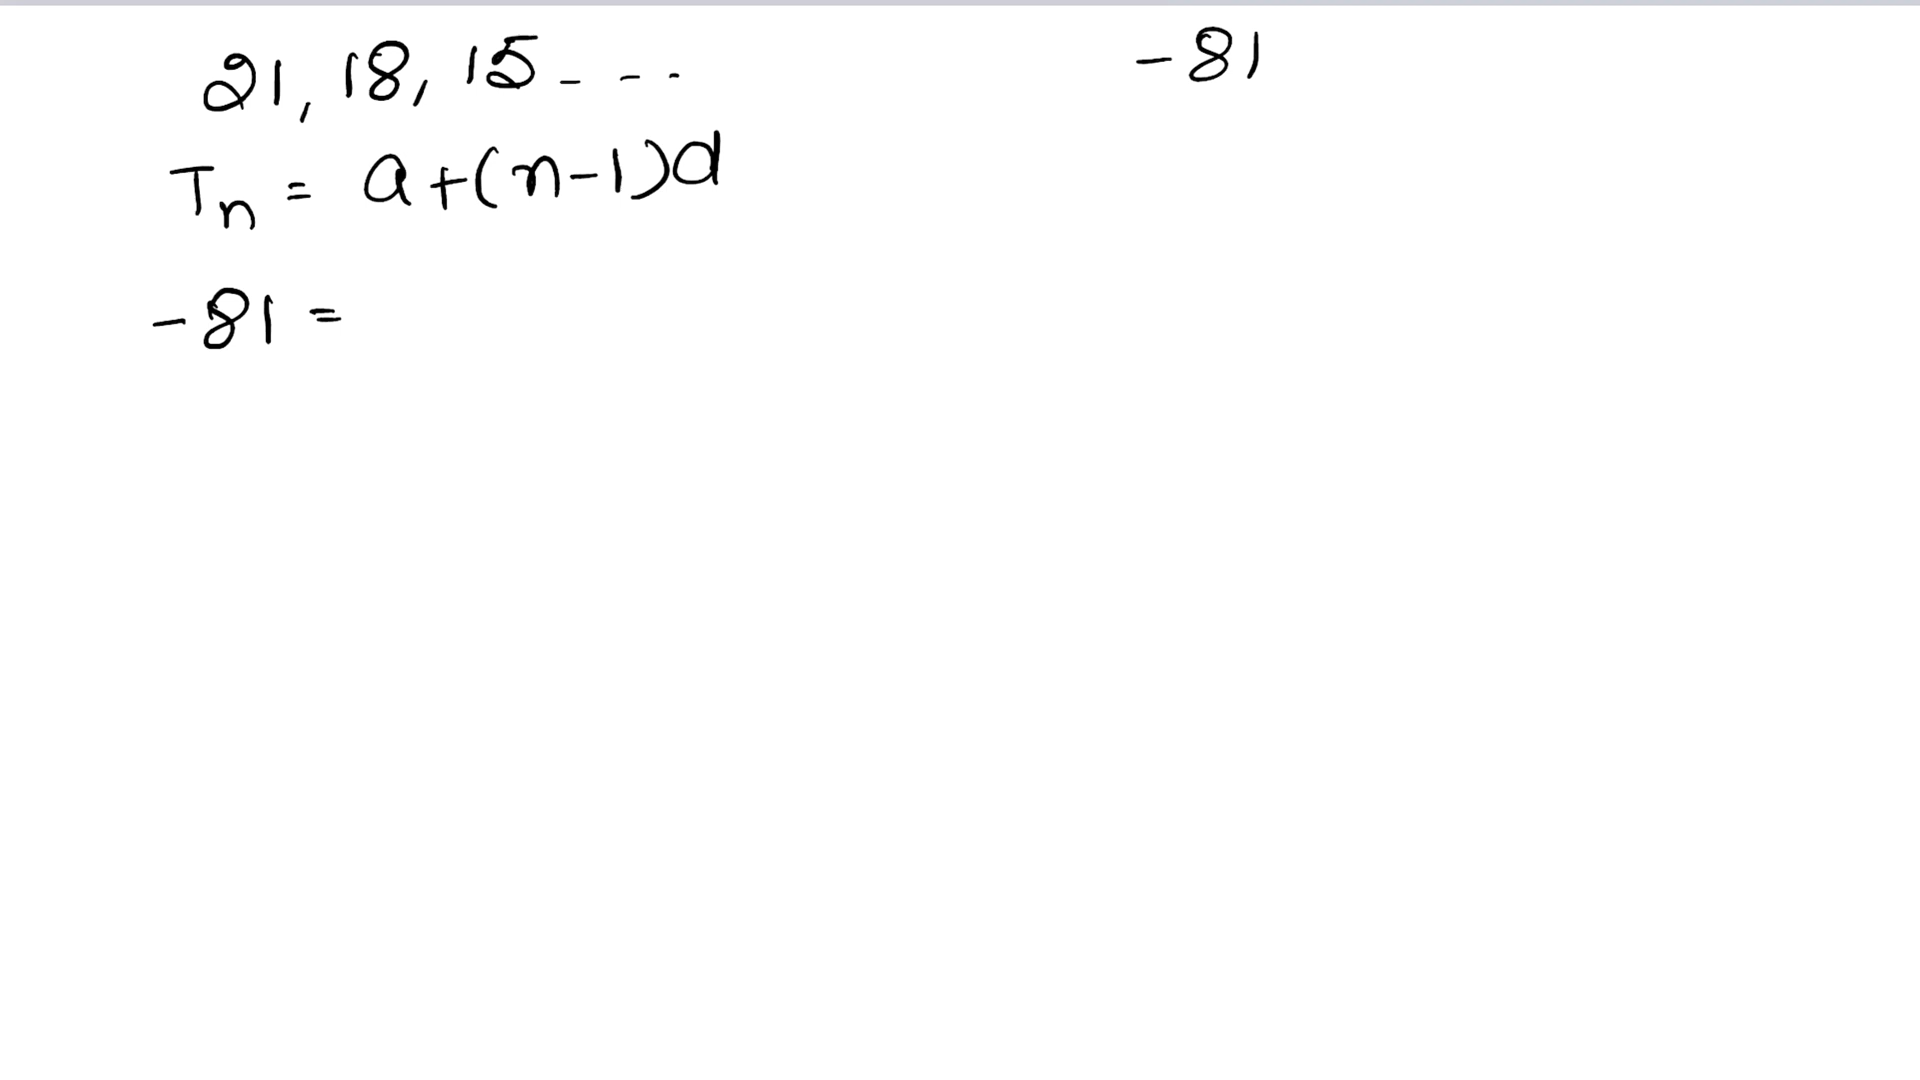 21, 18, 15 - - -
-81
Tn = a+(n-1)d
-81 =